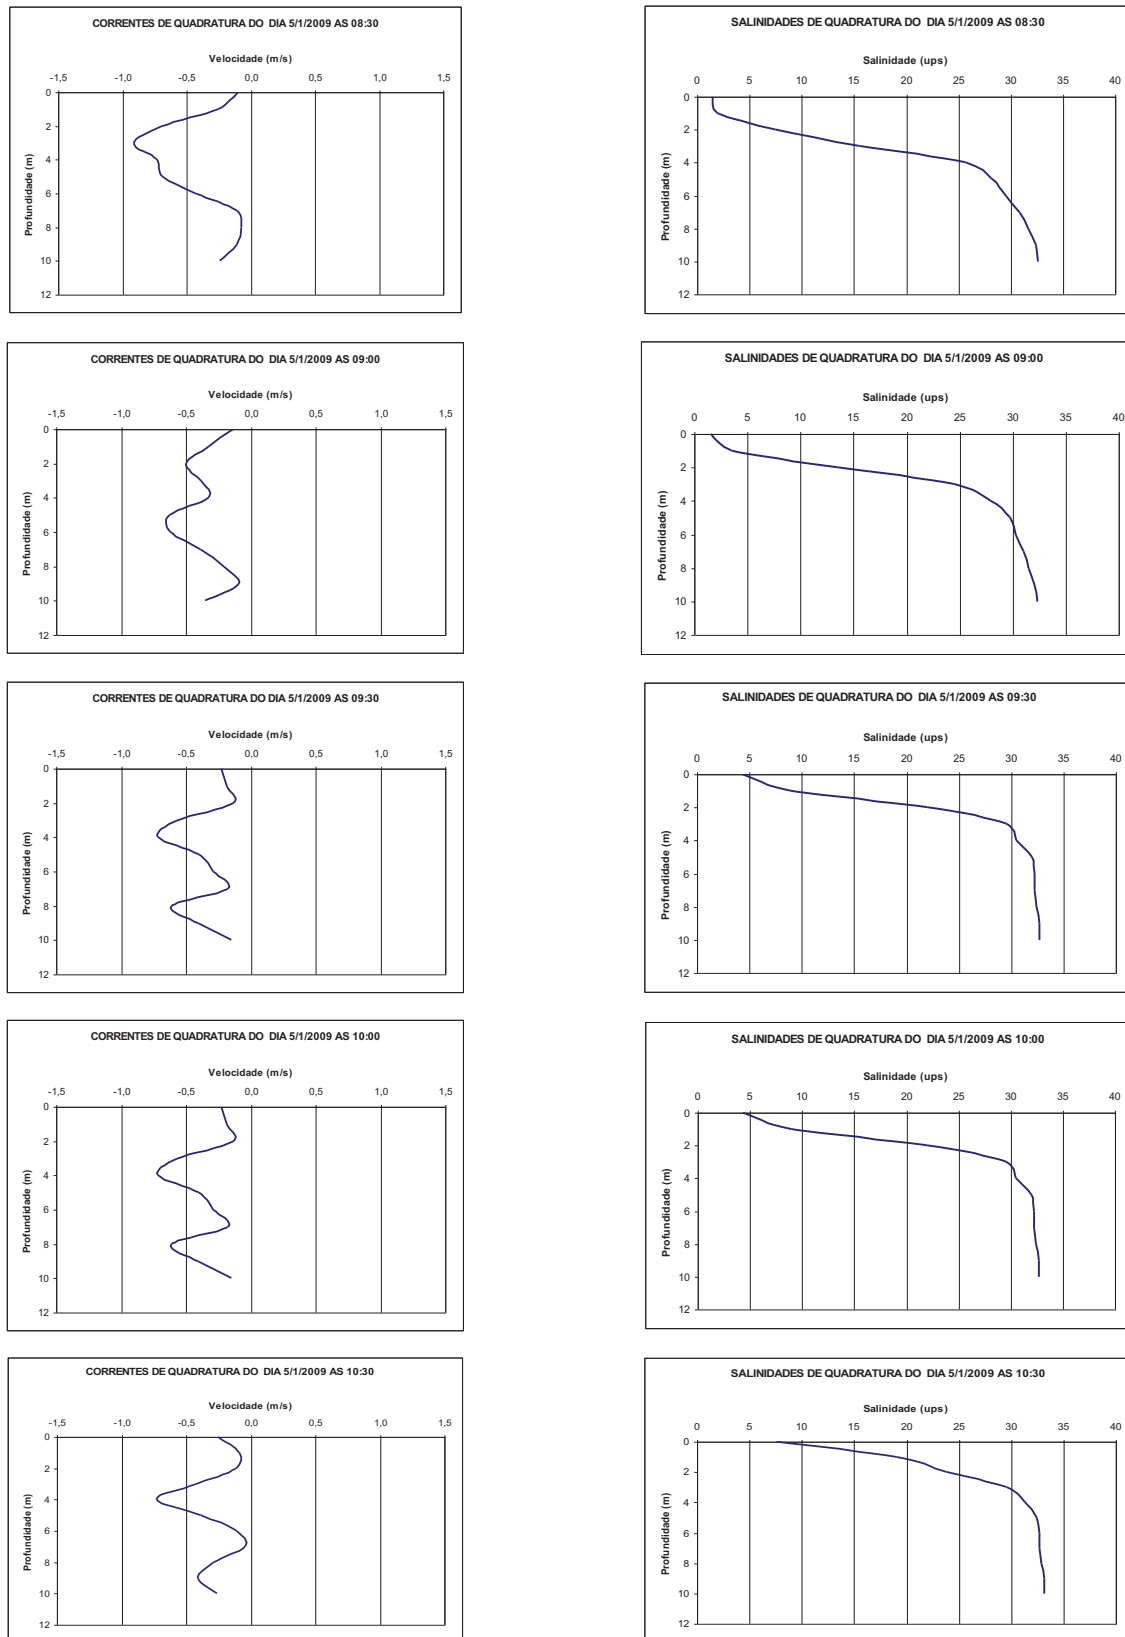 CORRENTES DE QUADRATURA DO DIA 5/1/2009 AS 08:30
Velocidade (m/s)
-1,5 -1,0 -0,5 0,0 0,5 1,0 1,5
0
2
4
6
8
10
12
Profundidade (m)
SALINIDADES DE QUADRATURA DO DIA 5/1/2009 AS 08:30
Salinidade (ups)
0 5 10 15 20 25 30 35 40
0
2
4
6
8
10
12
Profundidade (m)
CORRENTES DE QUADRATURA DO DIA 5/1/2009 AS 09:00
Velocidade (m/s)
-1,5 -1,0 -0,5 0,0 0,5 1,0 1,5
0
2
4
6
8
10
12
Profundidade (m)
SALINIDADES DE QUADRATURA DO DIA 5/1/2009 AS 09:00
Salinidade (ups)
0 5 10 15 20 25 30 35 40
0
2
4
6
8
10
12
Profundidade (m)
CORRENTES DE QUADRATURA DO DIA 5/1/2009 AS 09:30
Velocidade (m/s)
-1,5 -1,0 -0,5 0,0 0,5 1,0 1,5
0
2
4
6
8
10
12
Profundidade (m)
SALINIDADES DE QUADRATURA DO DIA 5/1/2009 AS 09:30
Salinidade (ups)
0 5 10 15 20 25 30 35 40
0
2
4
6
8
10
12
Profundidade (m)
CORRENTES DE QUADRATURA DO DIA 5/1/2009 AS 10:00
Velocidade (m/s)
-1,5 -1,0 -0,5 0,0 0,5 1,0 1,5
0
2
4
6
8
10
12
Profundidade (m)
SALINIDADES DE QUADRATURA DO DIA 5/1/2009 AS 10:00
Salinidade (ups)
0 5 10 15 20 25 30 35 40
0
2
4
6
8
10
12
Profundidade (m)
CORRENTES DE QUADRATURA DO DIA 5/1/2009 AS 10:30
Velocidade (m/s)
-1,5 -1,0 -0,5 0,0 0,5 1,0 1,5
0
2
4
6
8
10
12
Profundidade (m)
SALINIDADES DE QUADRATURA DO DIA 5/1/2009 AS 10:30
Salinidade (ups)
0 5 10 15 20 25 30 35 40
0
2
4
6
8
10
12
Profundidade (m)